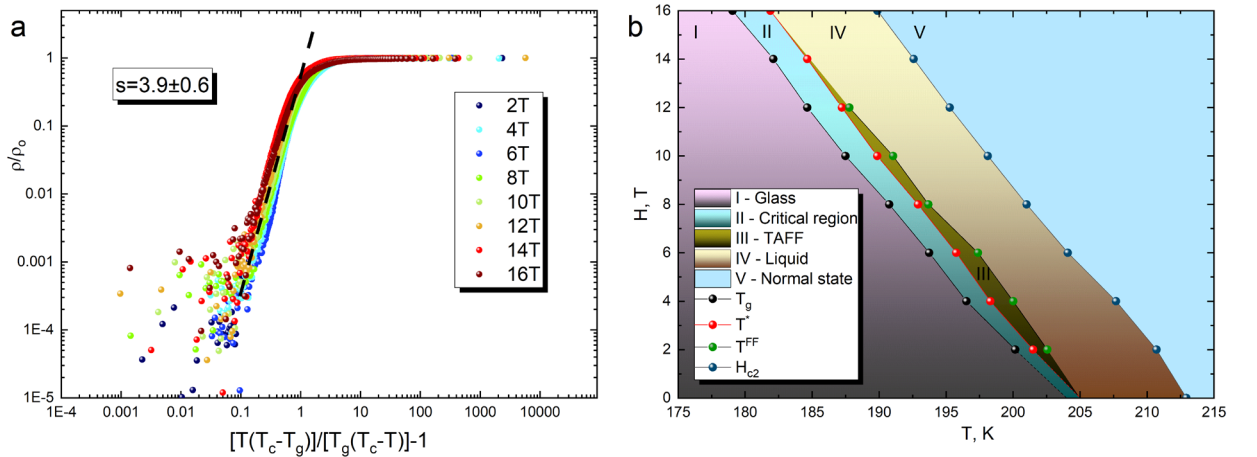 a
s=3.9±0.6
ρ/ρo
1
0.1
0.01
0.001
1E-4
1E-5
2T
4T
6T
8T
10T
12T
14T
16T
1E-4 0.001 0.01 0.1 1 10 100 1000 10000
[T(Tc-Tg)]/[Tg(Tc-T)]-1
b
H, T
16
14
12
10
8
6
4
2
0
I
II
IV
V
III
I - Glass
II - Critical region
III - TAFF
IV - Liquid
V - Normal state
Tg
T*
TFF
Hc2
175 180 185 190 195 200 205 210 215
T, K